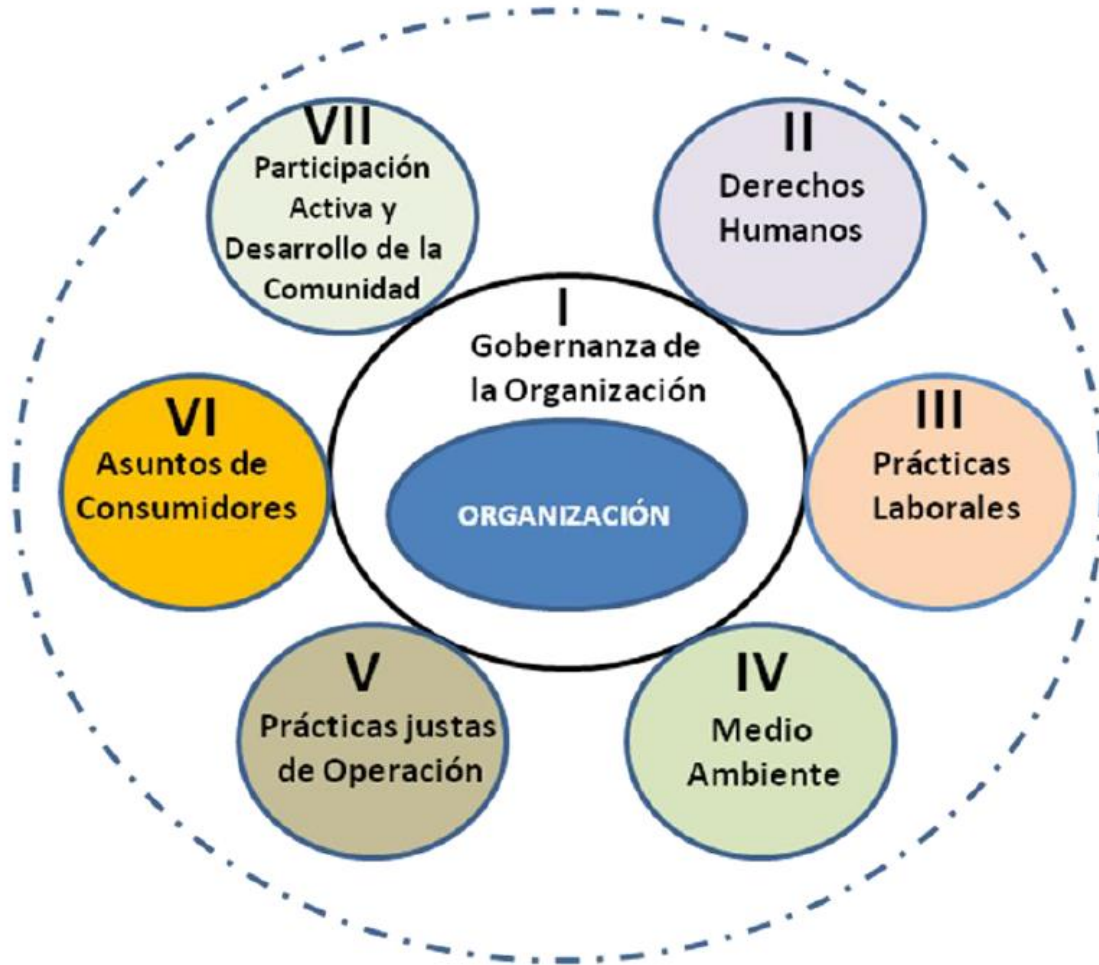 I
Gobernanza de
la Organización
ORGANIZACIÓN
II
Derechos
Humanos
III
Prácticas
Laborales
IV
Medio
Ambiente
V
Prácticas justas
de Operación
VI
Asuntos de
Consumidores
VII
Participación
Activa y
Desarrollo de la
Comunidad